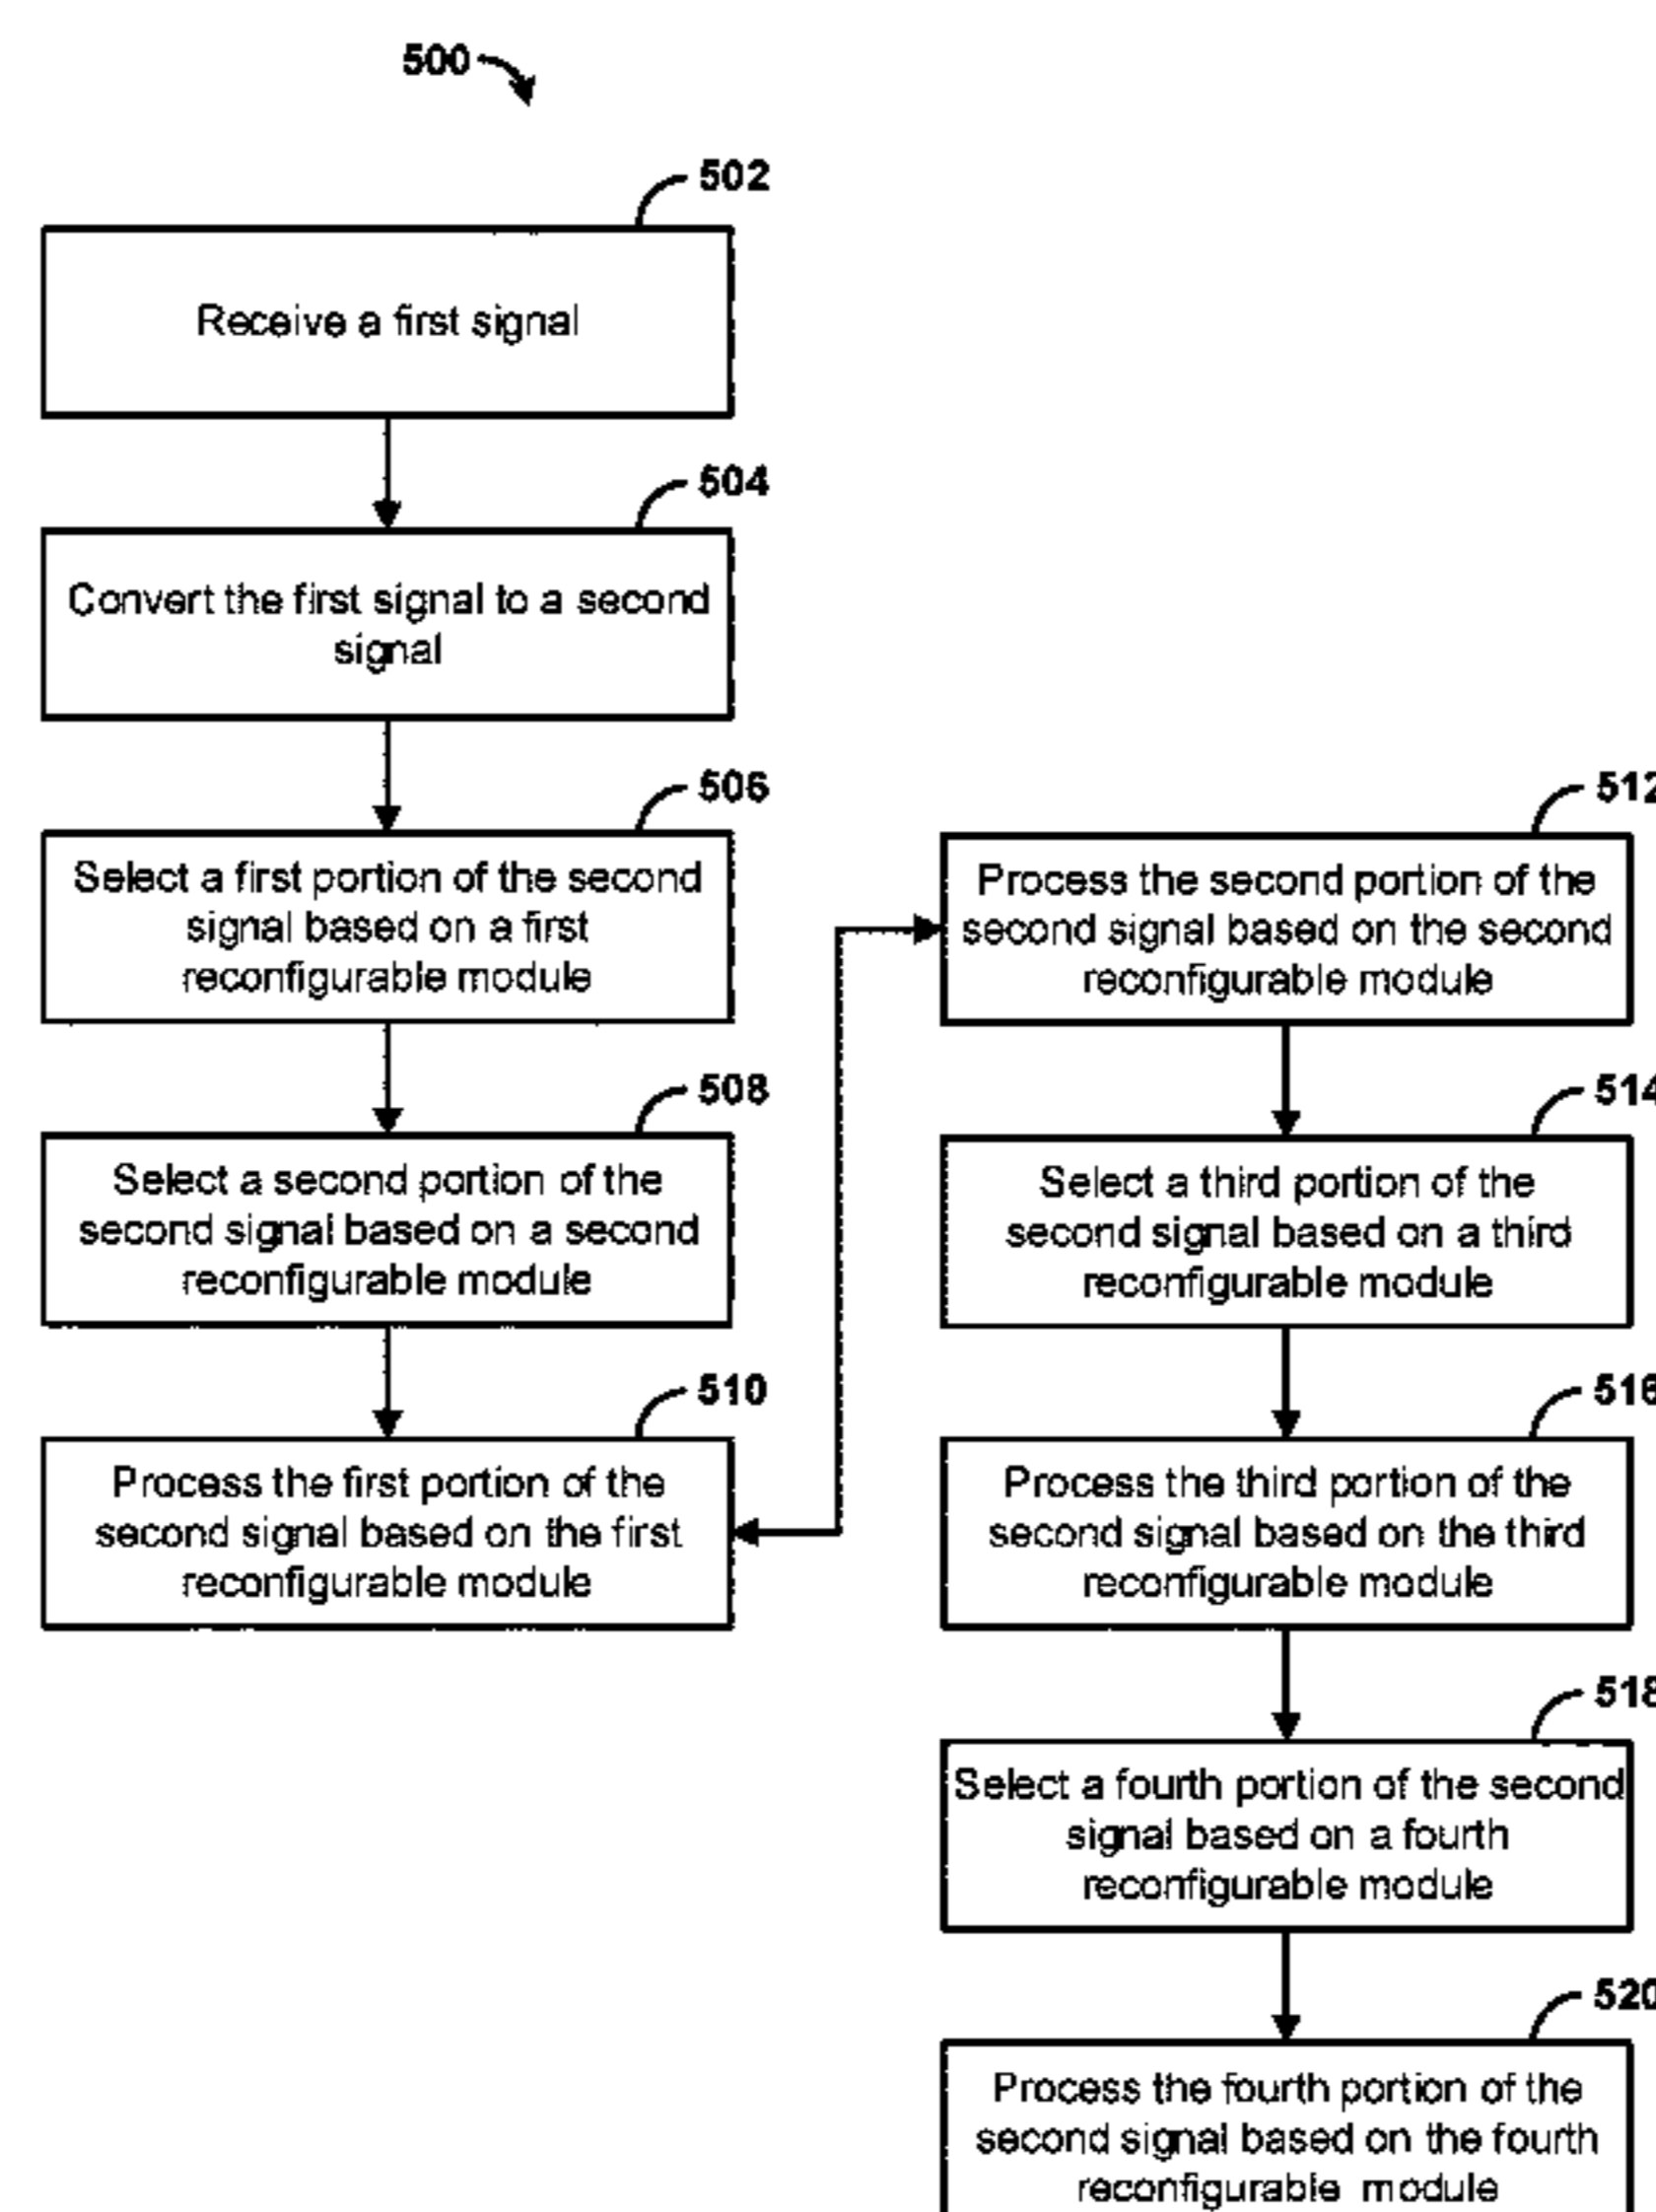 500
502
Receive a first signal
504
Convert the first signal to a second
signal
506
Select a first portion of the second
signal based on a first
reconfigurable module
508
Select a second portion of the
second signal based on a second
reconfigurable module
510
Process the first portion of the
second signal based on the first
reconfigurable module
512
Process the second portion of the
second signal based on the second
reconfigurable module
514
Select a third portion of the
second signal based on a third
reconfigurable module
516
Process the third portion of the
second signal based on the third
reconfigurable module
518
Select a fourth portion of the second
signal based on a fourth
reconfigurable module
520
Process the fourth portion of the
second signal based on the fourth
reconfigurable module